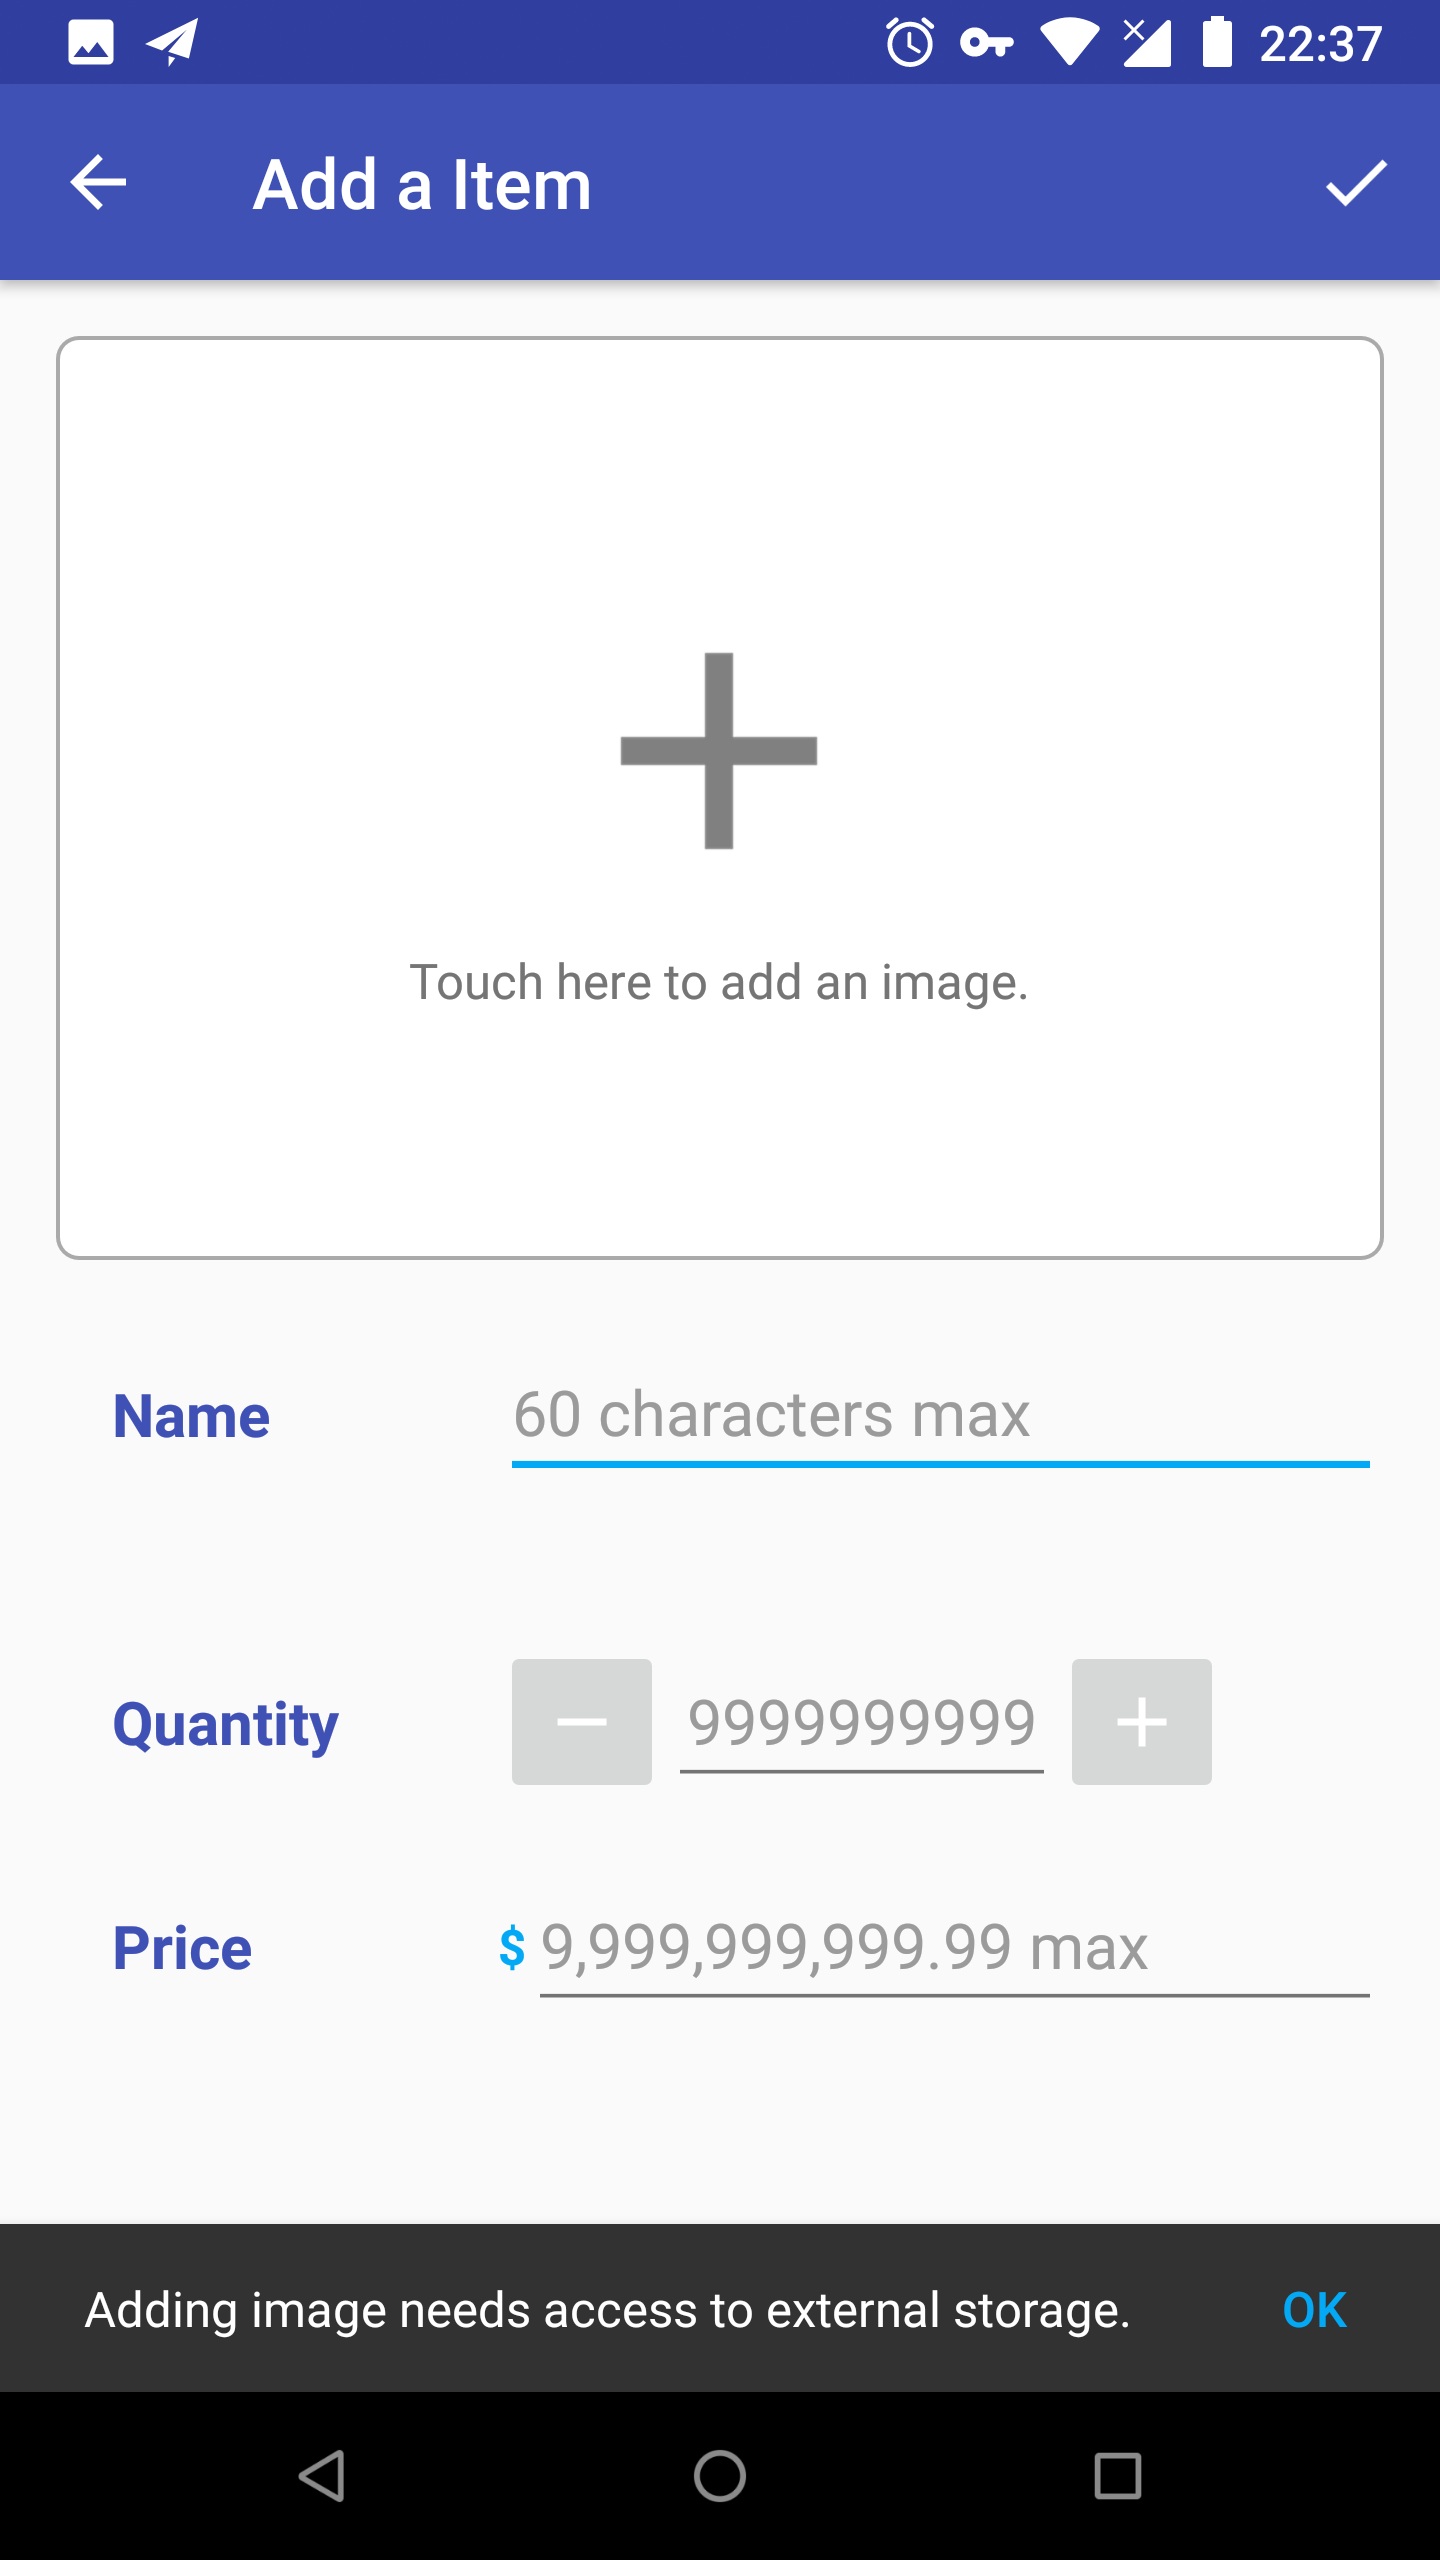 22:37
Add a Item
Touch here to add an image.
Name 60 characters max
Quantity 9999999999
Price $ 9,999,999,999.99 max
Adding image needs access to external storage. OK